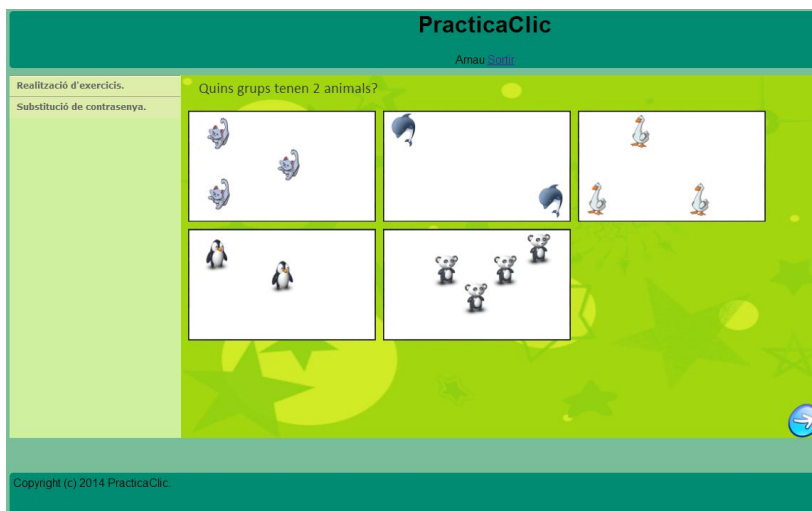 PracticaClic
Arnau Sortir
Realització d'exercicis.
Substitució de contrasenya.
Quins grups tenen 2 animals?
Copyright (c) 2014 PracticaClic.